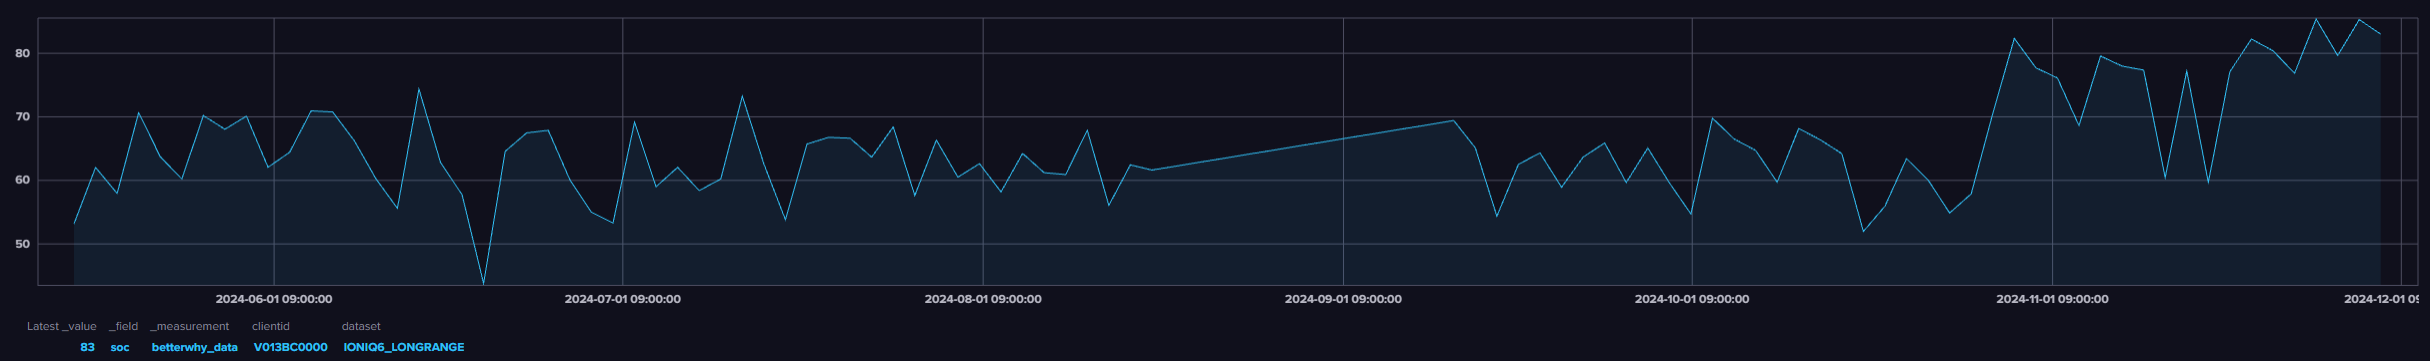 80
70
60
50
2024-06-01 09:00:00 2024-07-01 09:00:00 2024-08-01 09:00:00 2024-09-01 09:00:00 2024-10-01 09:00:00 2024-11-01 09:00:00 2024-12-01 09
Latest _value _field _measurement clientid dataset
83 soc betterwhy_data V013BC0000 IONIQ6_LONGRANGE